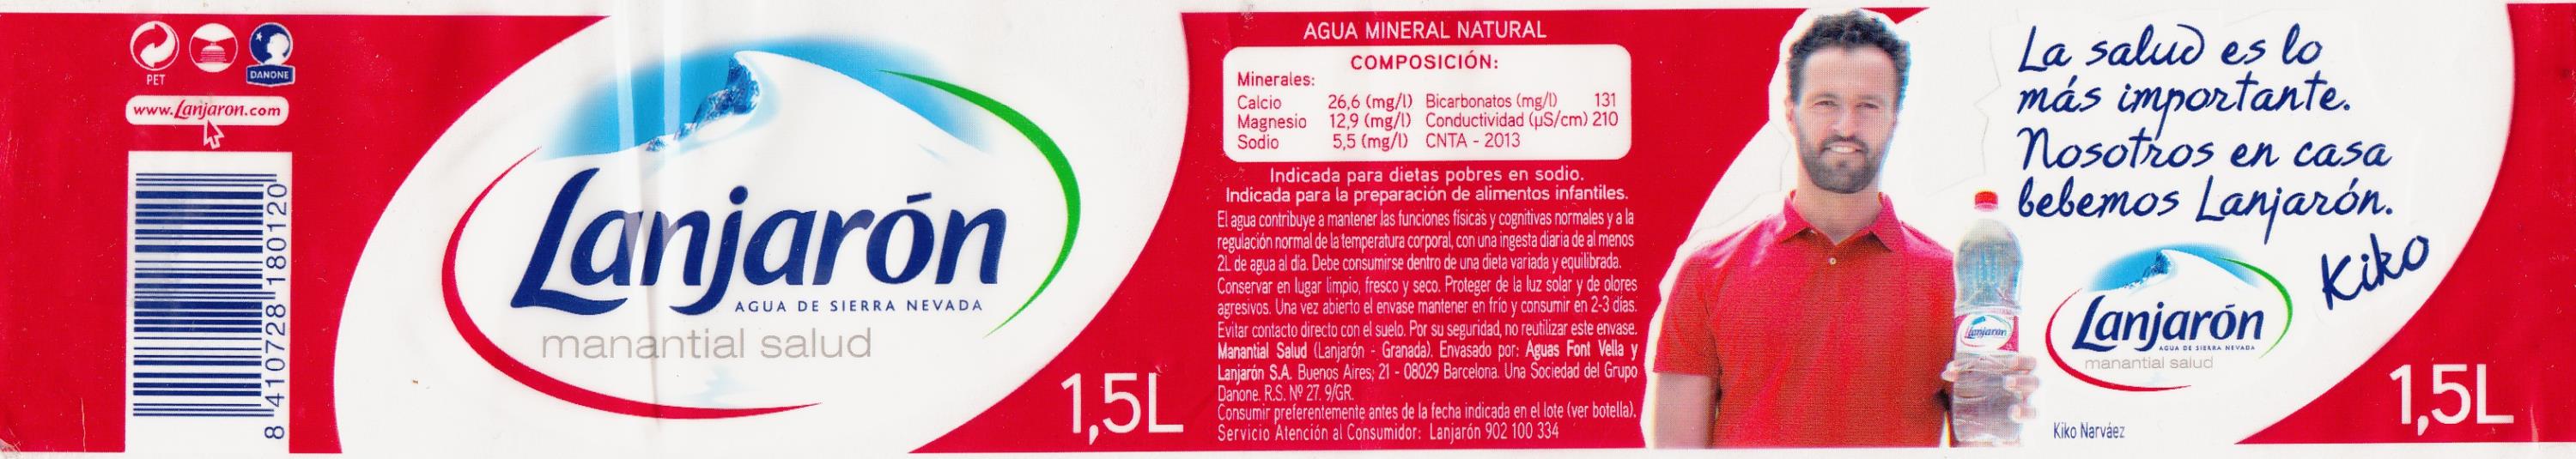 PET
DANONE
www.Lanjaron.com
8 410728 180120
Lanjarón
AGUA DE SIERRA NEVADA
manantial salud
1,5L
AGUA MINERAL NATURAL
COMPOSICIÓN:
Minerales:
Calcio 26,6 (mg/l) Bicarbonatos (mg/l) 131
Magnesio 12,9 (mg/l) Conductividad (µS/cm) 210
Sodio 5,5 (mg/l) CNTA - 2013
Indicada para dietas pobres en sodio.
Indicada para la preparación de alimentos infantiles.
El agua contribuye a mantener las funciones físicas y cognitivas normales y a la
regulación normal de la temperatura corporal, con una ingesta diaria de al menos
2L de agua al día. Debe consumirse dentro de una dieta variada y equilibrada.
Conservar en lugar limpio, fresco y seco. Proteger de la luz solar y de olores
agresivos. Una vez abierto el envase mantener en frío y consumir en 2-3 días.
Evitar contacto directo con el suelo. Por su seguridad, no reutilizar este envase.
Manantial Salud (Lanjarón - Granada). Envasado por: Aguas Font Vella y
Lanjarón S.A. Buenos Aires, 21 - 08029 Barcelona. Una Sociedad del Grupo
Danone. R.S. Nº 27. 9/GR.
Consumir preferentemente antes de la fecha indicada en el lote (ver botella).
Servicio Atención al Consumidor: Lanjarón 902 100 334
Lanjarón
La salud es lo
más importante.
Nosotros en casa
bebemos Lanjarón.
Kiko
Lanjarón
AGUA DE SIERRA NEVADA
manantial salud
Kiko Narváez
1,5L